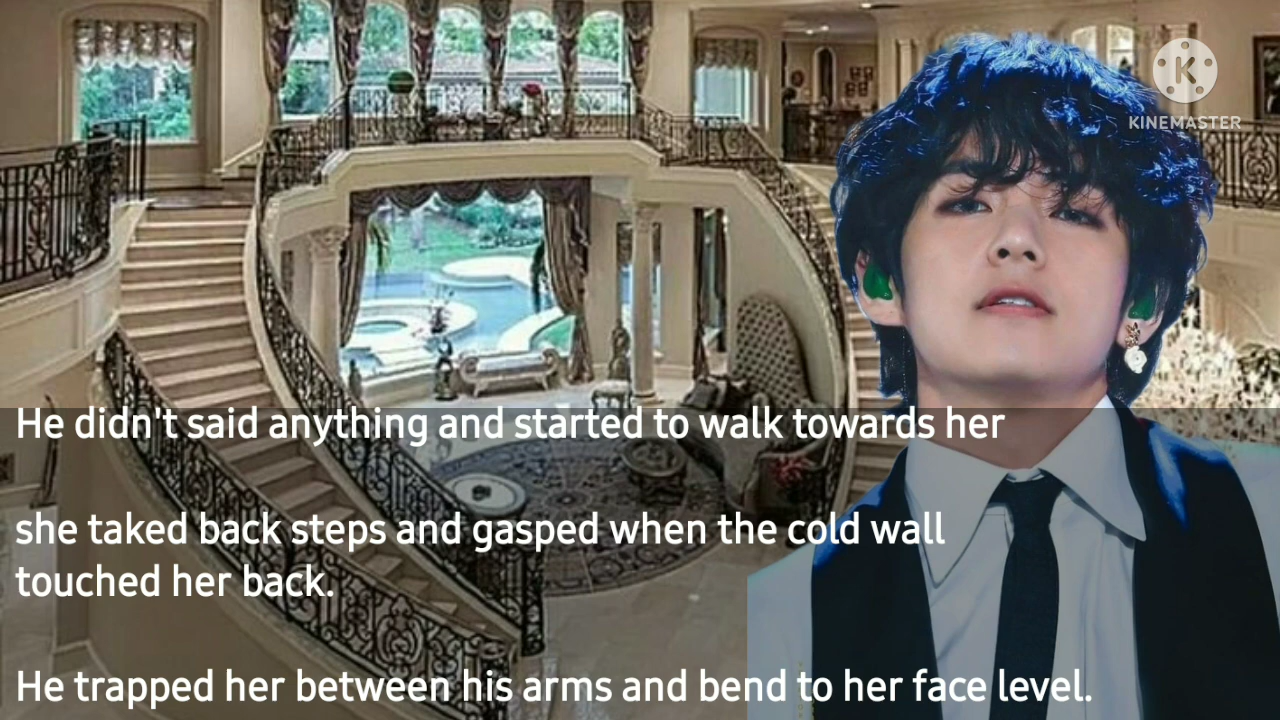 KINEMASTER
He didn't said anything and started to walk towards her
she taked back steps and gasped when the cold wall
touched her back.
He trapped her between his arms and bend to her face level.